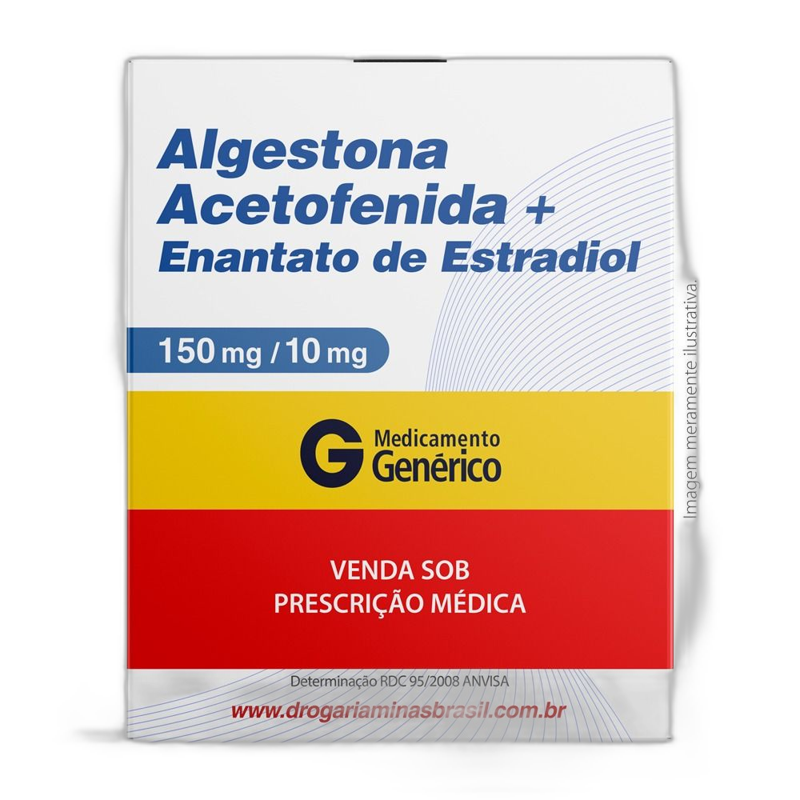 Algestona
Acetofenida +
Enantato de Estradiol
150 mg / 10 mg
G Medicamento
Genérico
VENDA SOB
PRESCRIÇÃO MÉDICA
Determinação RDC 95/2008 ANVISA
www.drogariaminasbrasil.com.br
Imagem meramente ilustrativa.